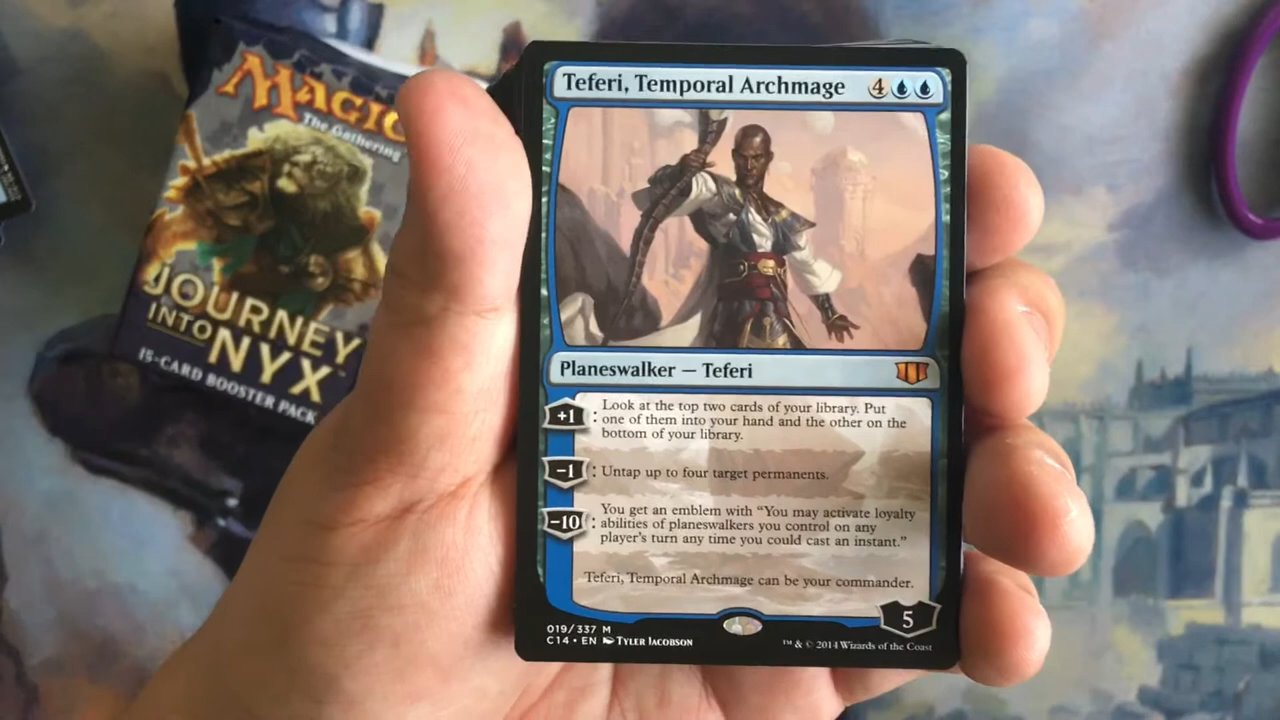 MAGIC
The Gathering
JOURNEY
INTO
NYX
15-CARD BOOSTER PACK
Teferi, Temporal Archmage 4
Planeswalker — Teferi
+1 : Look at the top two cards of your library. Put
one of them into your hand and the other on the
bottom of your library.
−1 : Untap up to four target permanents.
−10 : You get an emblem with “You may activate loyalty
abilities of planeswalkers you control on any
player's turn any time you could cast an instant.”
Teferi, Temporal Archmage can be your commander.
5
019/337 M
C14 • EN Tyler Jacobson
™ & © 2014 Wizards of the Coast